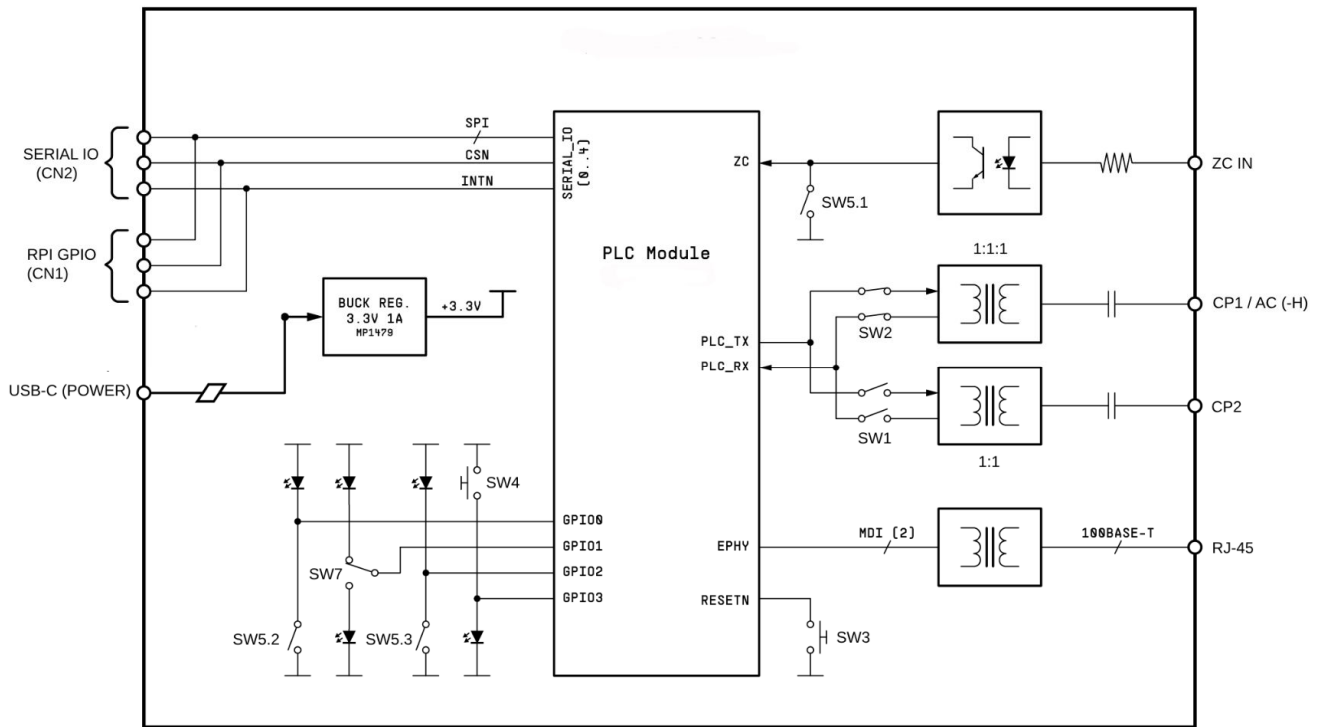 SPI
SERIAL IO
(CN2)
CSN
INTN
SERIAL_IO
[0..4]
ZC
ZC IN
SW5.1
RPI GPIO
(CN1)
PLC Module
1:1:1
BUCK REG.
3.3V 1A
MP1479
+3.3V
CP1 / AC (-H)
SW2
PLC_TX
PLC_RX
USB-C (POWER)
CP2
SW1
1:1
SW4
GPIO0
GPIO1
GPIO2
GPIO3
SW7
EPHY
MDI [2]
100BASE-T
RJ-45
RESETN
SW5.2
SW5.3
SW3